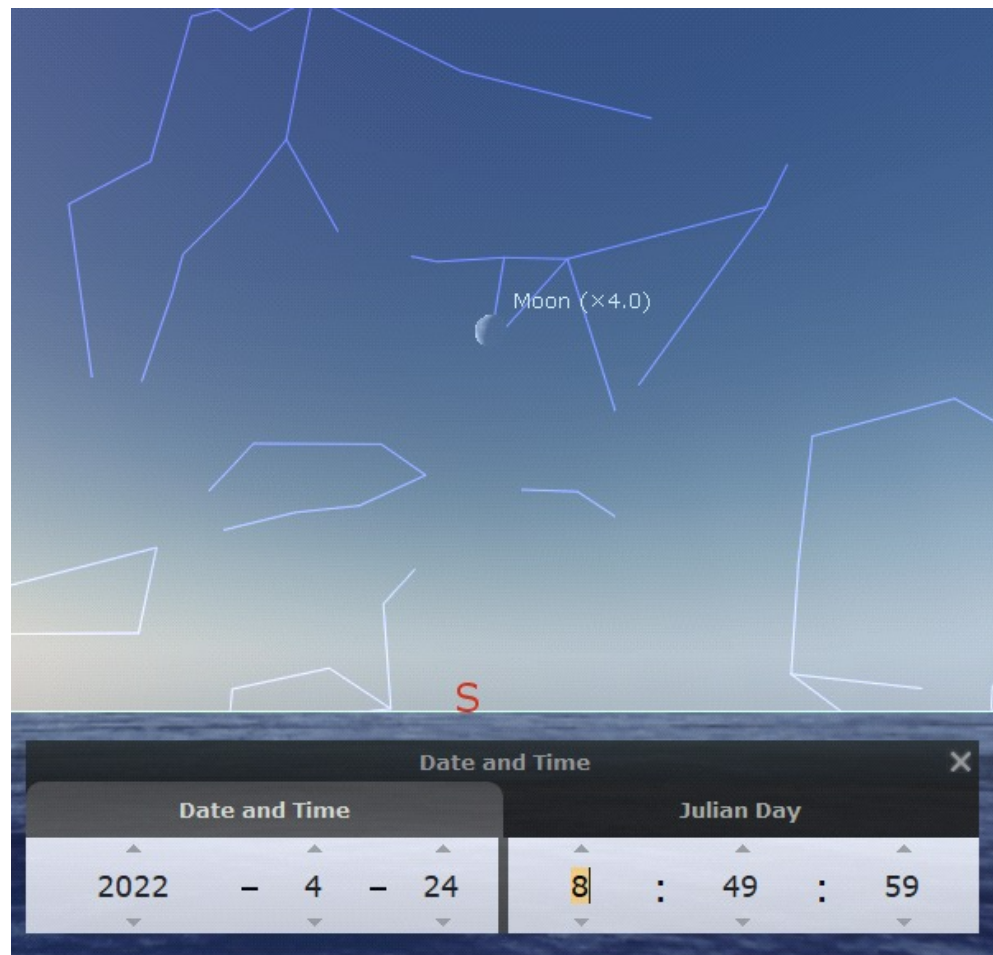 Moon (×4.0)
S
Date and Time
Date and Time
Julian Day
2022 – 4 – 24 8 : 49 : 59